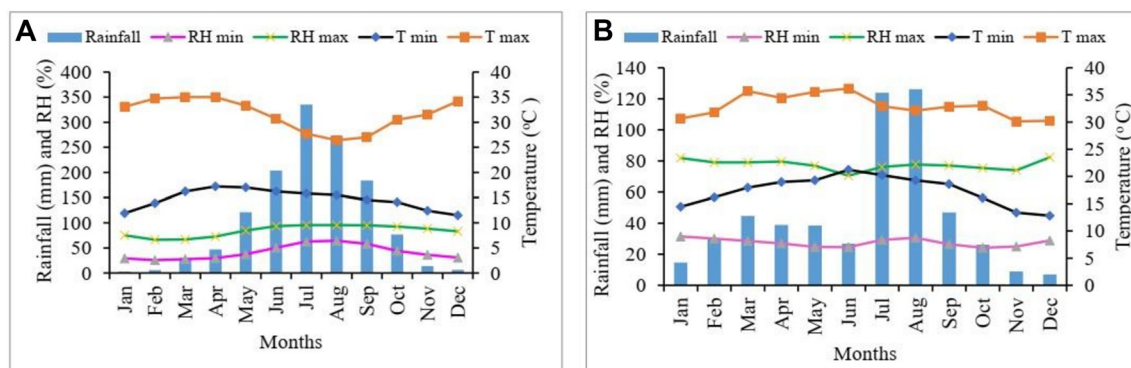 A
Rainfall RH min RH max T min T max
Rainfall (mm) and RH (%)
400
350
300
250
200
150
100
50
0
40
35
30
25
20
15
10
5
0
Temperature (°C)
Jan Feb Mar Apr May Jun Jul Aug Sep Oct Nov Dec
Months
B
Rainfall RH min RH max T min T max
Rainfall (mm) and RH (%)
140
120
100
80
60
40
20
0
40
35
30
25
20
15
10
5
0
Temperature (°C)
Jan Feb Mar Apr May Jun Jul Aug Sep Oct Nov Dec
Months